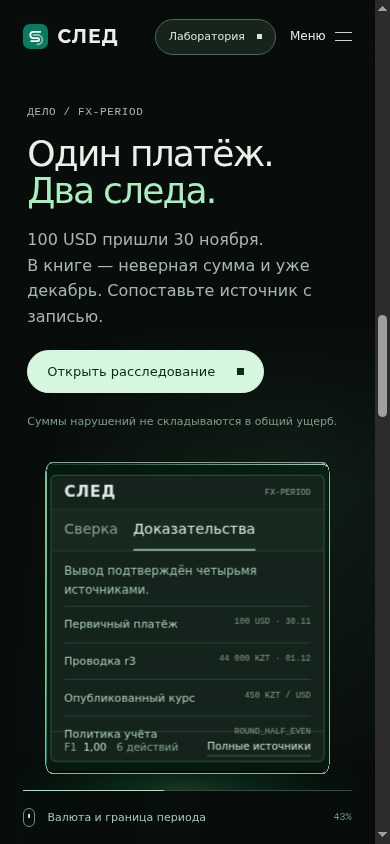 СЛЕД
Лаборатория
Меню
ДЕЛО / FX-PERIOD
Один платёж.
Два следа.
100 USD пришли 30 ноября.
В книге — неверная сумма и уже
декабрь. Сопоставьте источник с
записью.
Открыть расследование
Суммы нарушений не складываются в общий ущерб.
СЛЕД FX-PERIOD
Сверка Доказательства
Вывод подтверждён четырьмя
источниками.
Первичный платёж 100 USD · 30.11
Проводка r3 44 000 KZT · 01.12
Опубликованный курс 450 KZT / USD
Политика учёта ROUND_HALF_EVEN
F1 1,00 6 действий Полные источники
Валюта и граница периода 43%